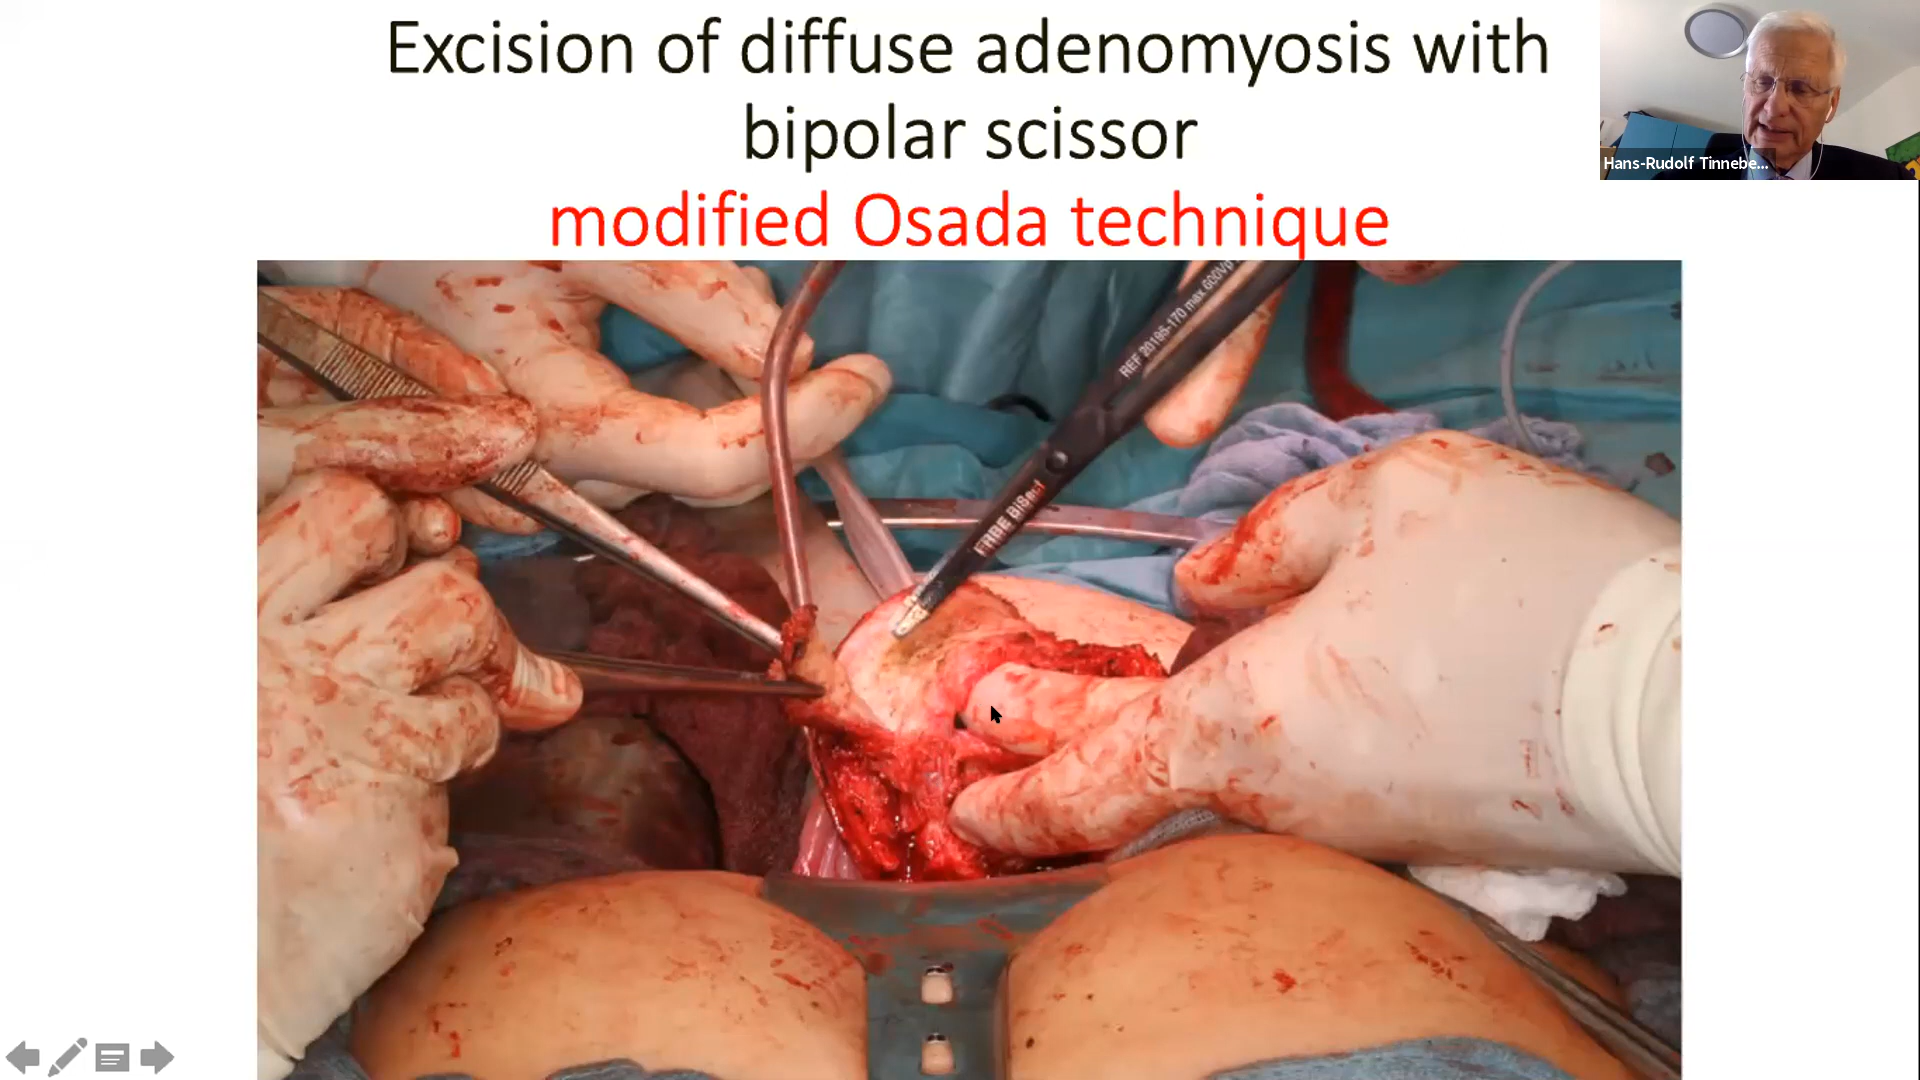 Excision of diffuse adenomyosis with
bipolar scissor
modified Osada technique
Hans-Rudolf Tinnebe...
REF 20195-170 max 600Vp
ERBE BiSect